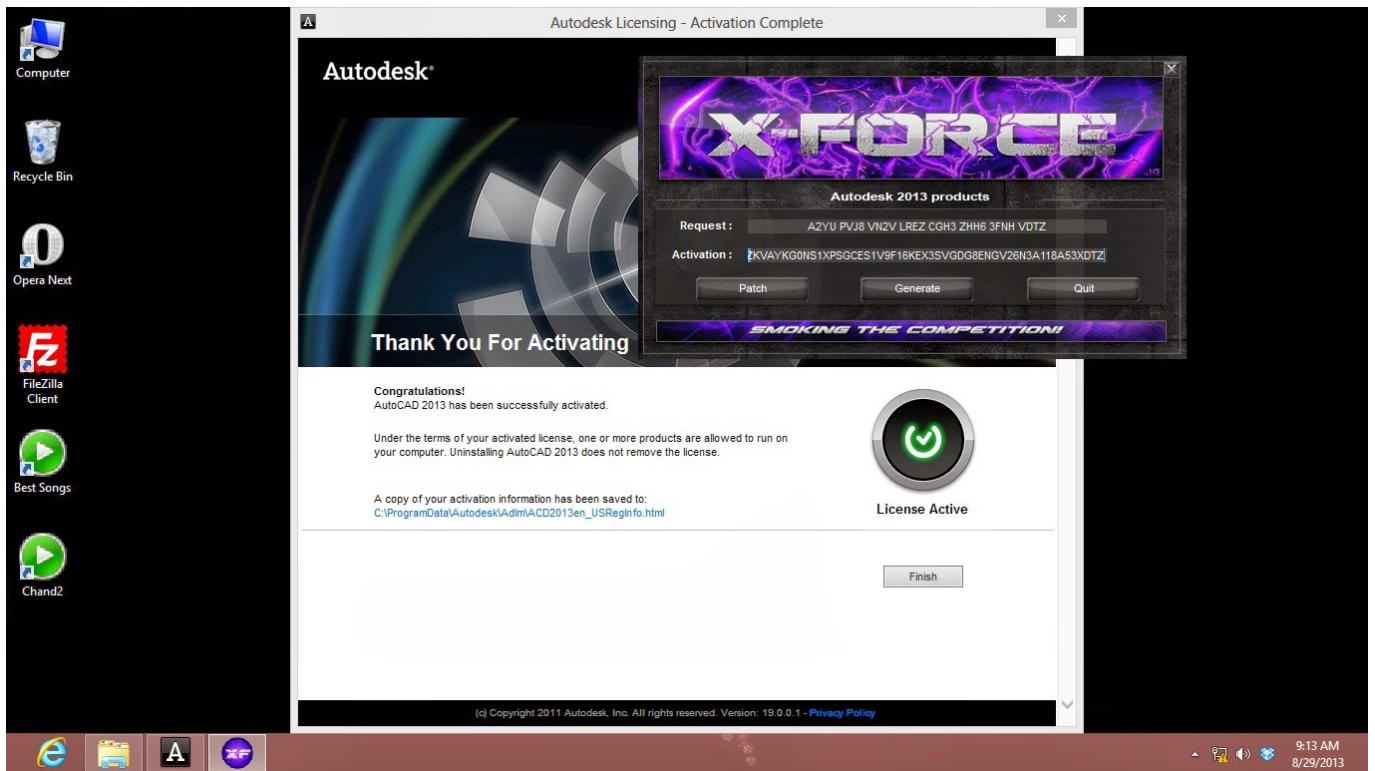 Computer
Recycle Bin
Opera Next
FileZilla
Client
Best Songs
Chand2
Autodesk Licensing - Activation Complete
Autodesk
X-FORCE
Autodesk 2013 products
Request :
A2YU PVJ8 VN2V LREZ CGH3 ZHH6 3FNH VDTZ
Activation :
ZKVAYKG0NS1XPSGCES1V9F16KEX3SVGDG8ENGV26N3A118A53XDTZ
Patch
Generate
Quit
SMOKING THE COMPETITION!
Thank You For Activating
Congratulations!
AutoCAD 2013 has been successfully activated.
Under the terms of your activated license, one or more products are allowed to run on
your computer. Uninstalling AutoCAD 2013 does not remove the license.
A copy of your activation information has been saved to:
C:\ProgramData\Autodesk\Adlm\ACD2013en_USRegInfo.html
License Active
Finish
(c) Copyright 2011 Autodesk, Inc. All rights reserved. Version: 19.0.0.1 - Privacy Policy
A
XF
9:13 AM
8/29/2013